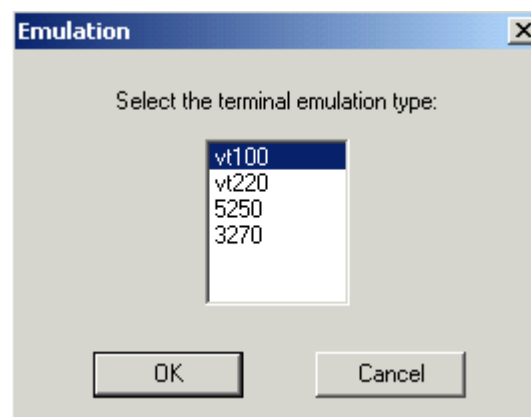 Emulation
Select the terminal emulation type:
vt100
vt220
5250
3270
OK Cancel